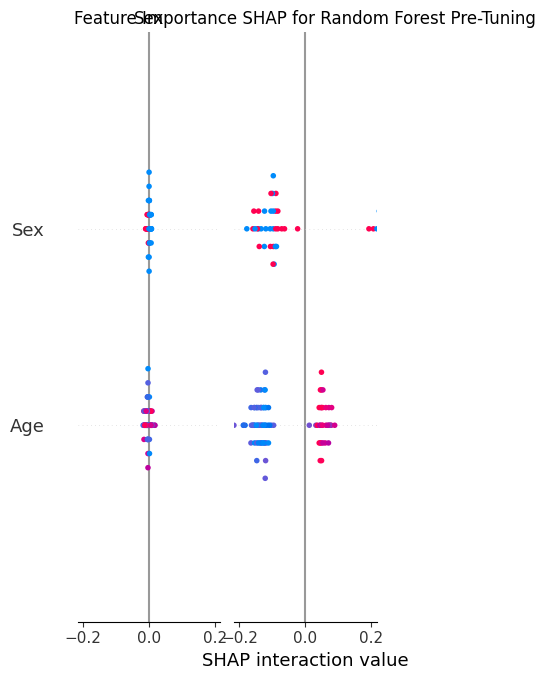 Feature Importance SHAP for Random Forest Pre-Tuning
Sex
Sex
Age
−0.2 0.0 0.2 −0.2 0.0 0.2
SHAP interaction value